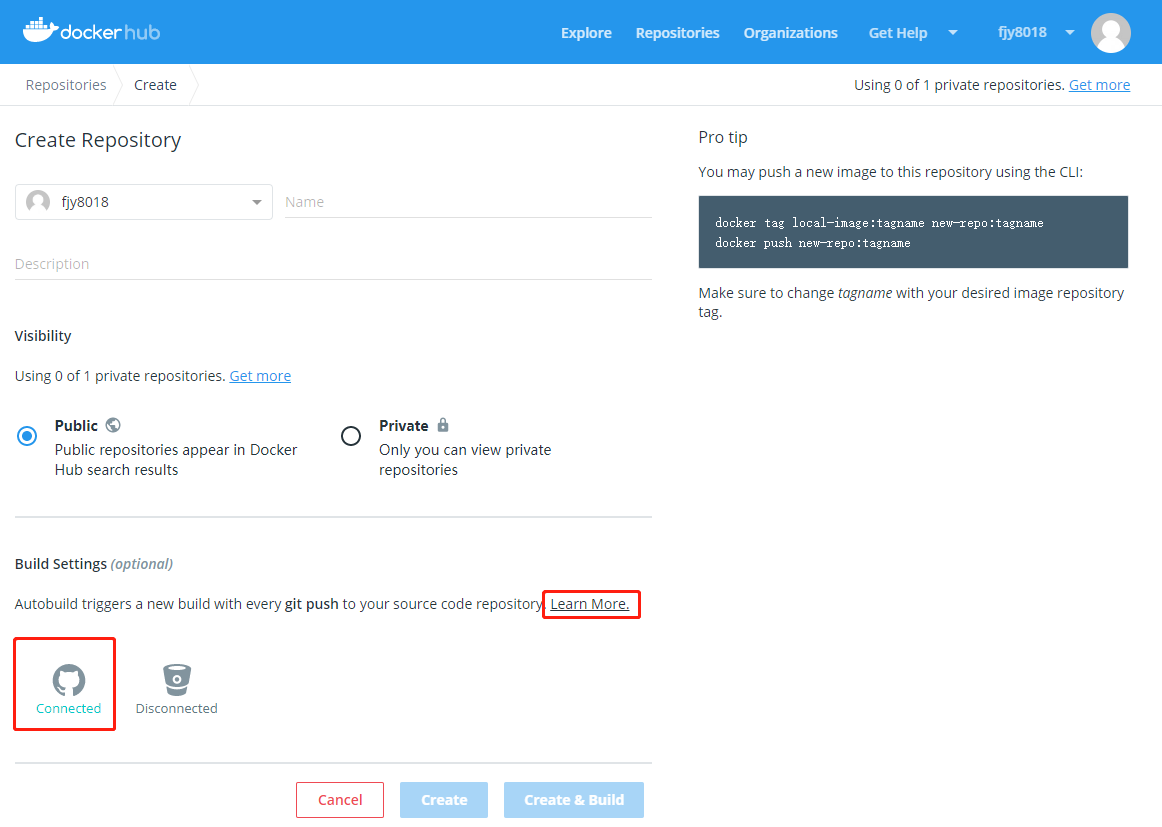 docker hub
Explore Repositories Organizations Get Help fjy8018
Repositories Create
Using 0 of 1 private repositories. Get more
Create Repository
fjy8018
Name
Description
Visibility
Using 0 of 1 private repositories. Get more
Public
Public repositories appear in Docker
Hub search results
Private
Only you can view private
repositories
Build Settings (optional)
Autobuild triggers a new build with every git push to your source code repository. Learn More.
Connected
Disconnected
Cancel
Create
Create & Build
Pro tip
You may push a new image to this repository using the CLI:
docker tag local-image:tagname new-repo:tagname
docker push new-repo:tagname
Make sure to change tagname with your desired image repository
tag.